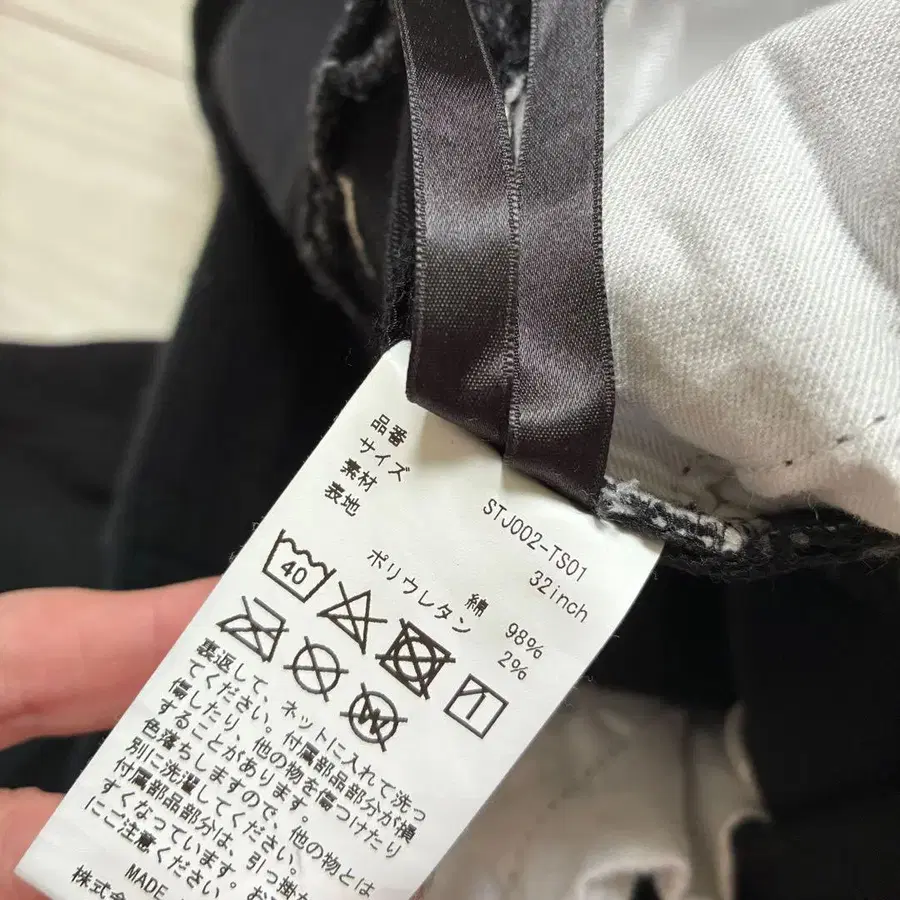 品番 STJ002-TS01
サイズ 32inch
素材
表地 綿 98%
ポリウレタン 2%
40
裏返して、ネットに入れて洗っ
てください。付属部品部分が損
傷したり、他の物を傷つけたり
することがあります。
色落ちしますので、他の物とは
別に洗濯してください。
付属部品部分は、引っ掛か
すくなっています。お
にご注意ください
MADE
株式会